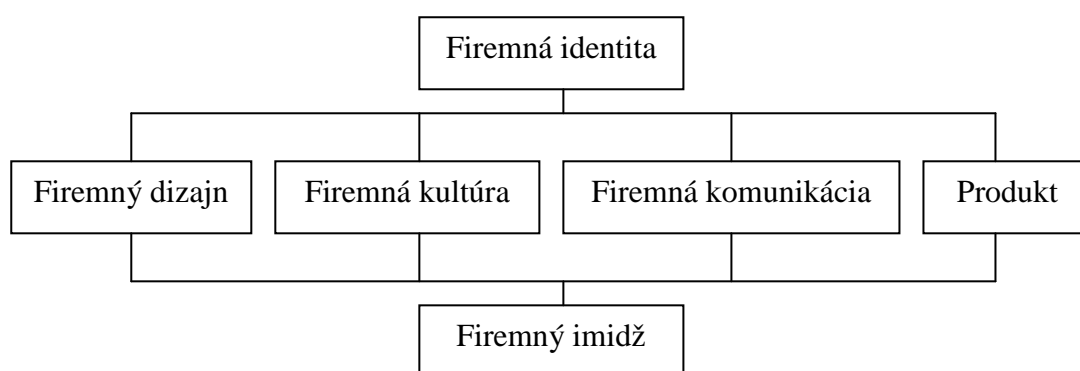 Firemná identita
Firemný dizajn
Firemná kultúra
Firemná komunikácia
Produkt
Firemný imidž